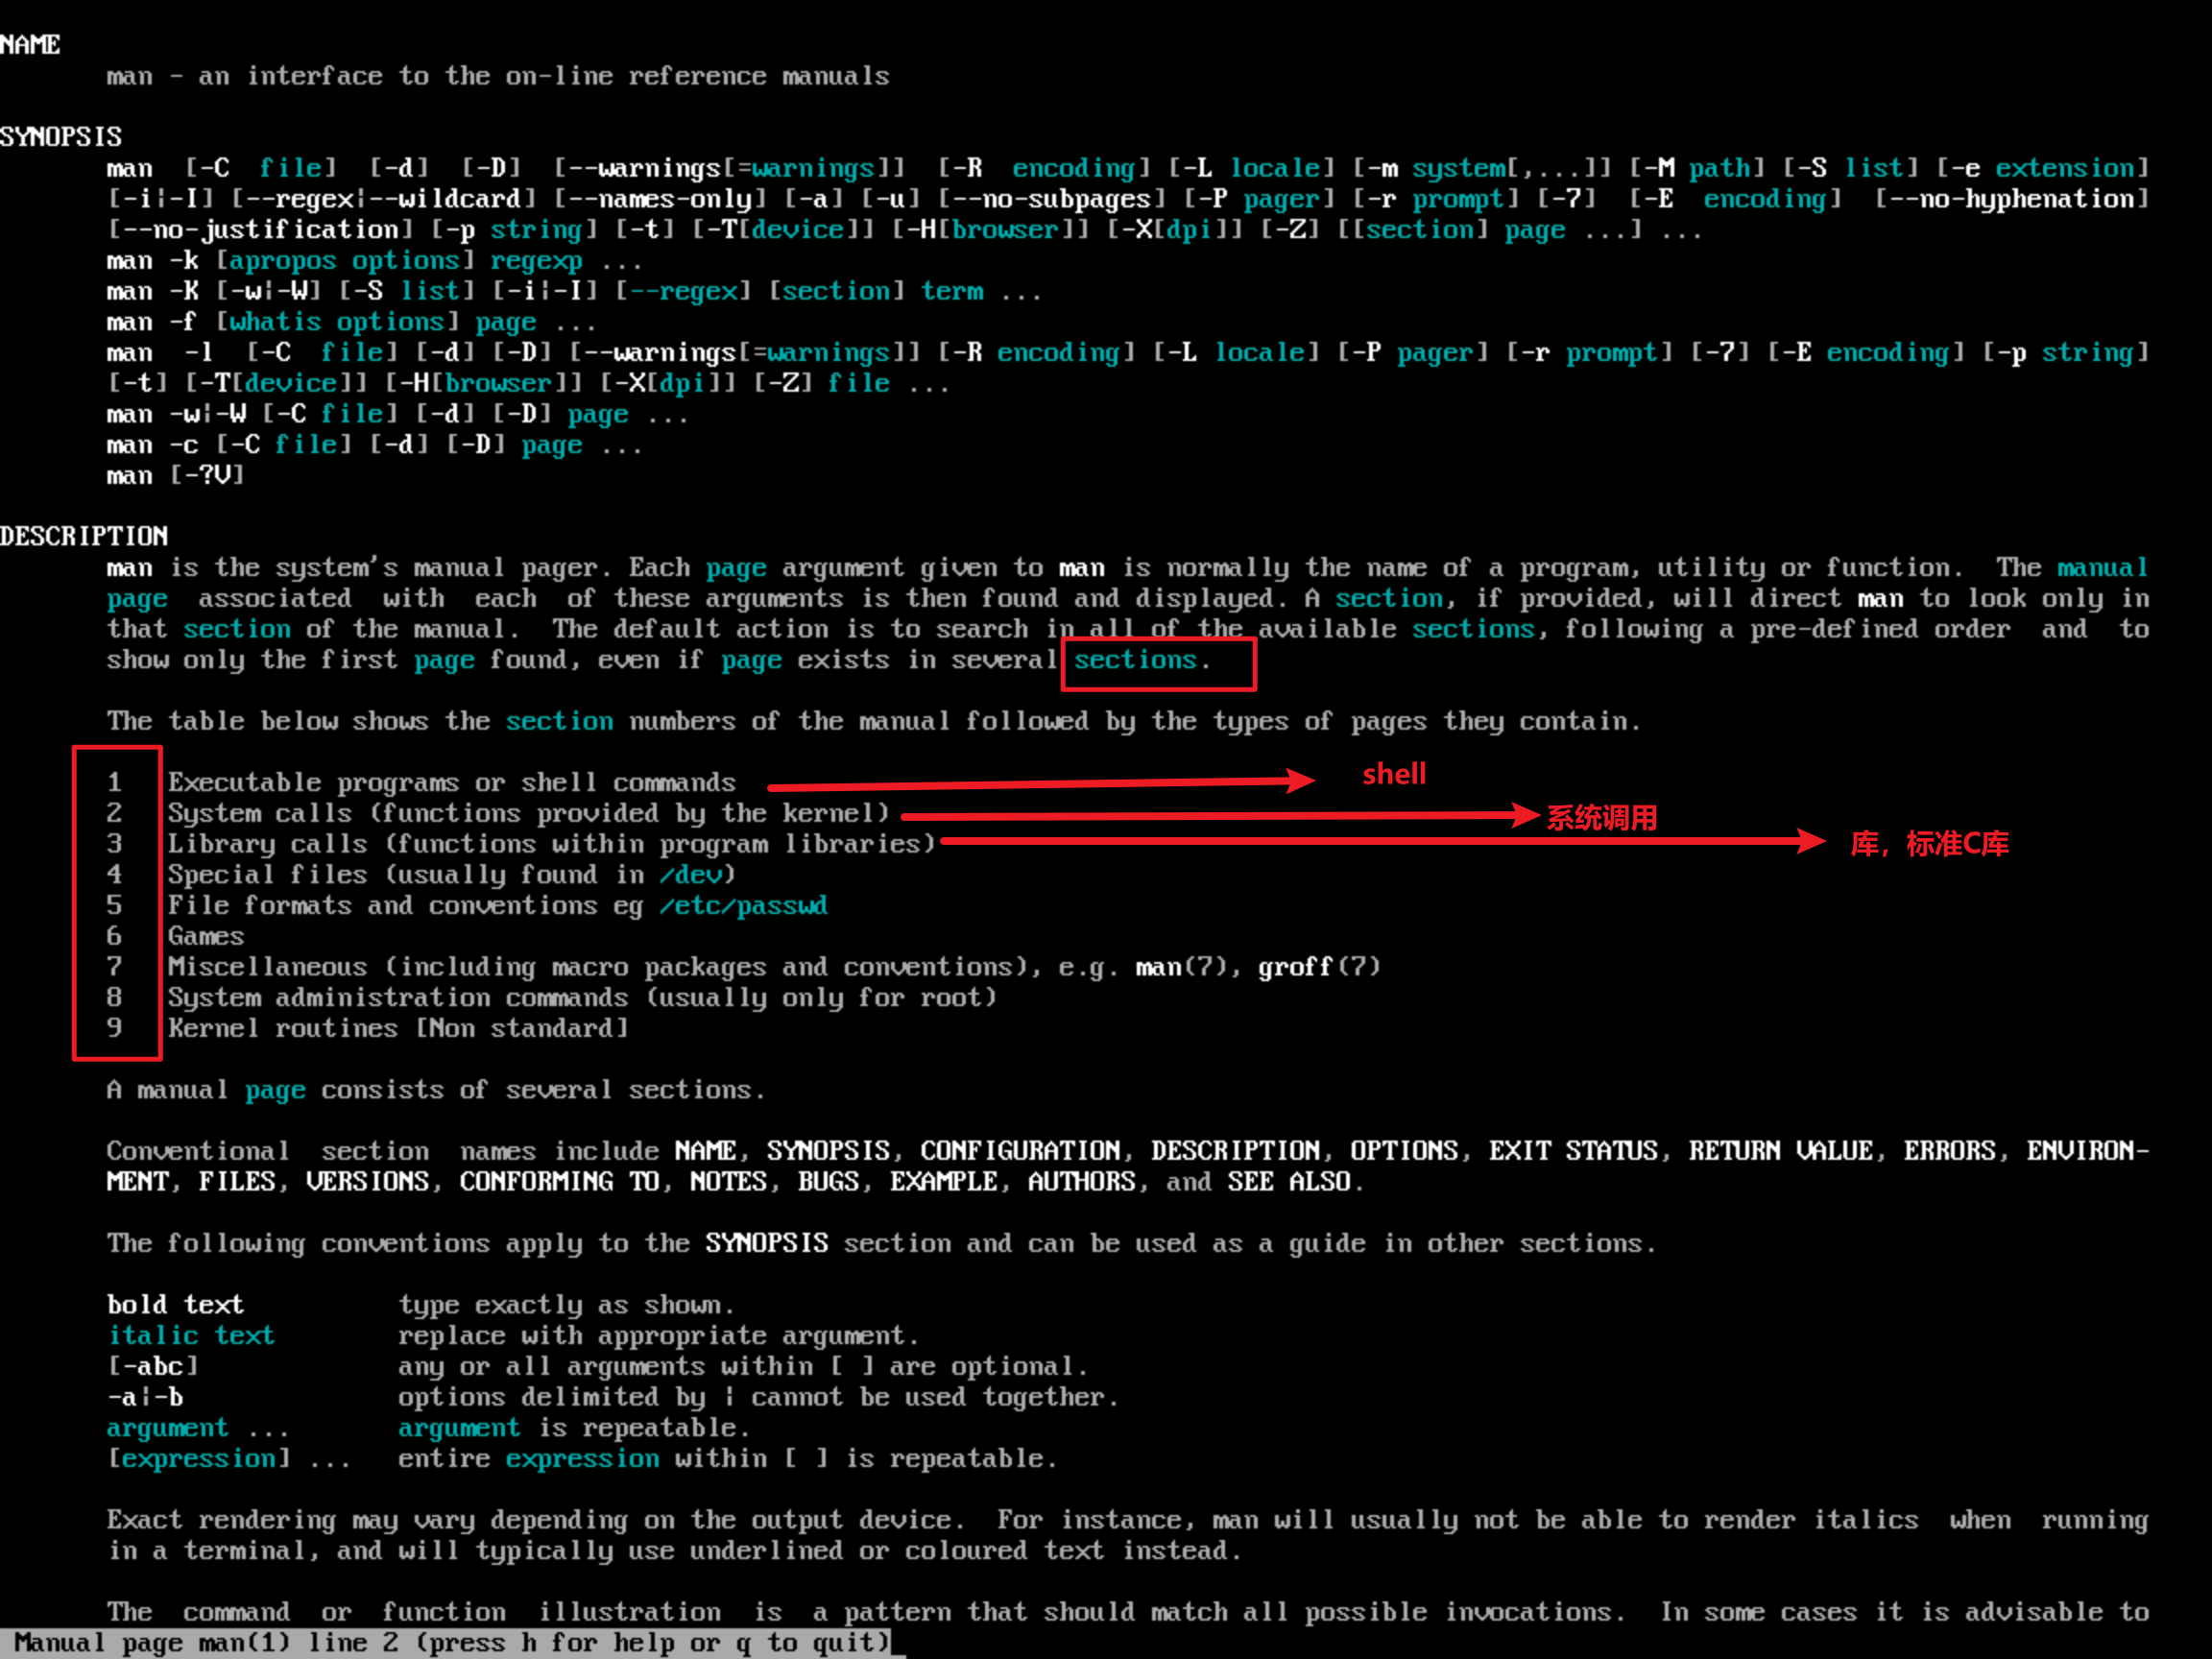 NAME
man - an interface to the on-line reference manuals
SYNOPSIS
man [-C file] [-d] [-D] [--warnings[=warnings]] [-R encoding] [-L locale] [-m system[,...]] [-M path] [-S list] [-e extension]
[-i|-I] [--regex|--wildcard] [--names-only] [-a] [-u] [--no-subpages] [-P pager] [-r prompt] [-7] [-E encoding] [--no-hyphenation]
[--no-justification] [-p string] [-t] [-T[device]] [-H[browser]] [-X[dpi]] [-Z] [[section] page ...] ...
man -k [apropos options] regexp ...
man -K [-w|-W] [-S list] [-i|-I] [--regex] [section] term ...
man -f [whatis options] page ...
man -l [-C file] [-d] [-D] [--warnings[=warnings]] [-R encoding] [-L locale] [-P pager] [-r prompt] [-7] [-E encoding] [-p string]
[-t] [-T[device]] [-H[browser]] [-X[dpi]] [-Z] file ...
man -w|-W [-C file] [-d] [-D] page ...
man -c [-C file] [-d] [-D] page ...
man [-?V]
DESCRIPTION
man is the system's manual pager. Each page argument given to man is normally the name of a program, utility or function. The manual
page associated with each of these arguments is then found and displayed. A section, if provided, will direct man to look only in
that section of the manual. The default action is to search in all of the available sections, following a pre-defined order and to
show only the first page found, even if page exists in several sections.
The table below shows the section numbers of the manual followed by the types of pages they contain.
1 Executable programs or shell commands shell
2 System calls (functions provided by the kernel) 系统调用
3 Library calls (functions within program libraries) 库，标准C库
4 Special files (usually found in /dev)
5 File formats and conventions eg /etc/passwd
6 Games
7 Miscellaneous (including macro packages and conventions), e.g. man(7), groff(7)
8 System administration commands (usually only for root)
9 Kernel routines [Non standard]
A manual page consists of several sections.
Conventional section names include NAME, SYNOPSIS, CONFIGURATION, DESCRIPTION, OPTIONS, EXIT STATUS, RETURN VALUE, ERRORS, ENVIRON-
MENT, FILES, VERSIONS, CONFORMING TO, NOTES, BUGS, EXAMPLE, AUTHORS, and SEE ALSO.
The following conventions apply to the SYNOPSIS section and can be used as a guide in other sections.
bold text type exactly as shown.
italic text replace with appropriate argument.
[-abc] any or all arguments within [ ] are optional.
-a|-b options delimited by | cannot be used together.
argument ... argument is repeatable.
[expression] ... entire expression within [ ] is repeatable.
Exact rendering may vary depending on the output device. For instance, man will usually not be able to render italics when running
in a terminal, and will typically use underlined or coloured text instead.
The command or function illustration is a pattern that should match all possible invocations. In some cases it is advisable to
Manual page man(1) line 2 (press h for help or q to quit)